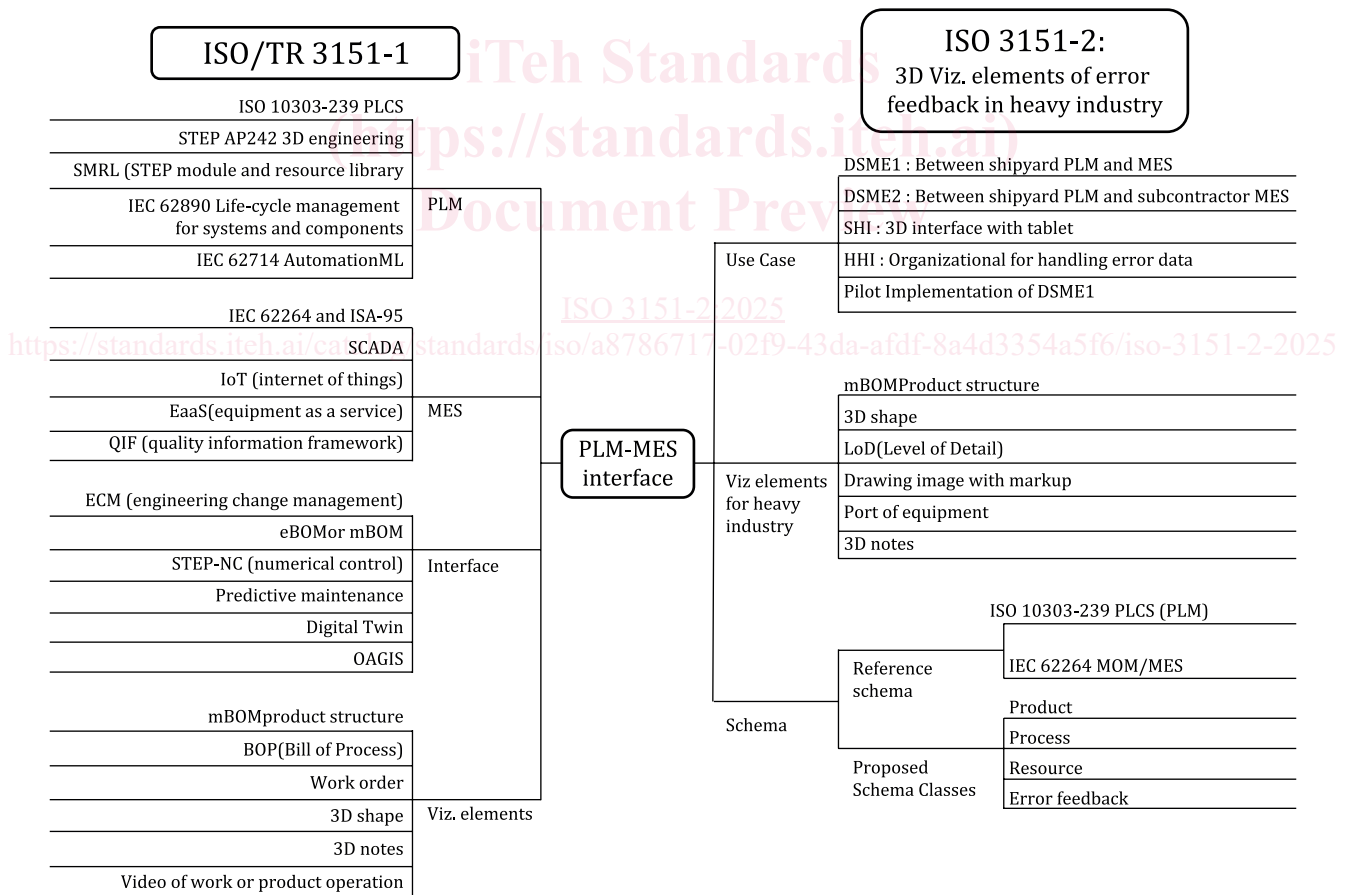 ISO/TR 3151-1
ISO 10303-239 PLCS
STEP AP242 3D engineering
SMRL (STEP module and resource library
IEC 62890 Life-cycle management
for systems and components
IEC 62714 AutomationML
PLM
IEC 62264 and ISA-95
SCADA
IoT (internet of things)
EaaS(equipment as a service)
QIF (quality information framework)
MES
ECM (engineering change management)
eBOMor mBOM
STEP-NC (numerical control)
Predictive maintenance
Digital Twin
OAGIS
Interface
mBOMproduct structure
BOP(Bill of Process)
Work order
3D shape
3D notes
Video of work or product operation
Viz. elements
PLM-MES
interface
ISO 3151-2:
3D Viz. elements of error
feedback in heavy industry
Use Case
DSME1 : Between shipyard PLM and MES
DSME2 : Between shipyard PLM and subcontractor MES
SHI : 3D interface with tablet
HHI : Organizational for handling error data
Pilot Implementation of DSME1
Viz elements
for heavy
industry
mBOMProduct structure
3D shape
LoD(Level of Detail)
Drawing image with markup
Port of equipment
3D notes
Schema
Reference
schema
ISO 10303-239 PLCS (PLM)
IEC 62264 MOM/MES
Proposed
Schema Classes
Product
Process
Resource
Error feedback
iTeh Standards
(https://standards.iteh.ai)
Document Preview
ISO 3151-2:2025
https://standards.iteh.ai/catalog/standards/iso/a8786717-02f9-43da-afdf-8a4d3354a5f6/iso-3151-2-2025